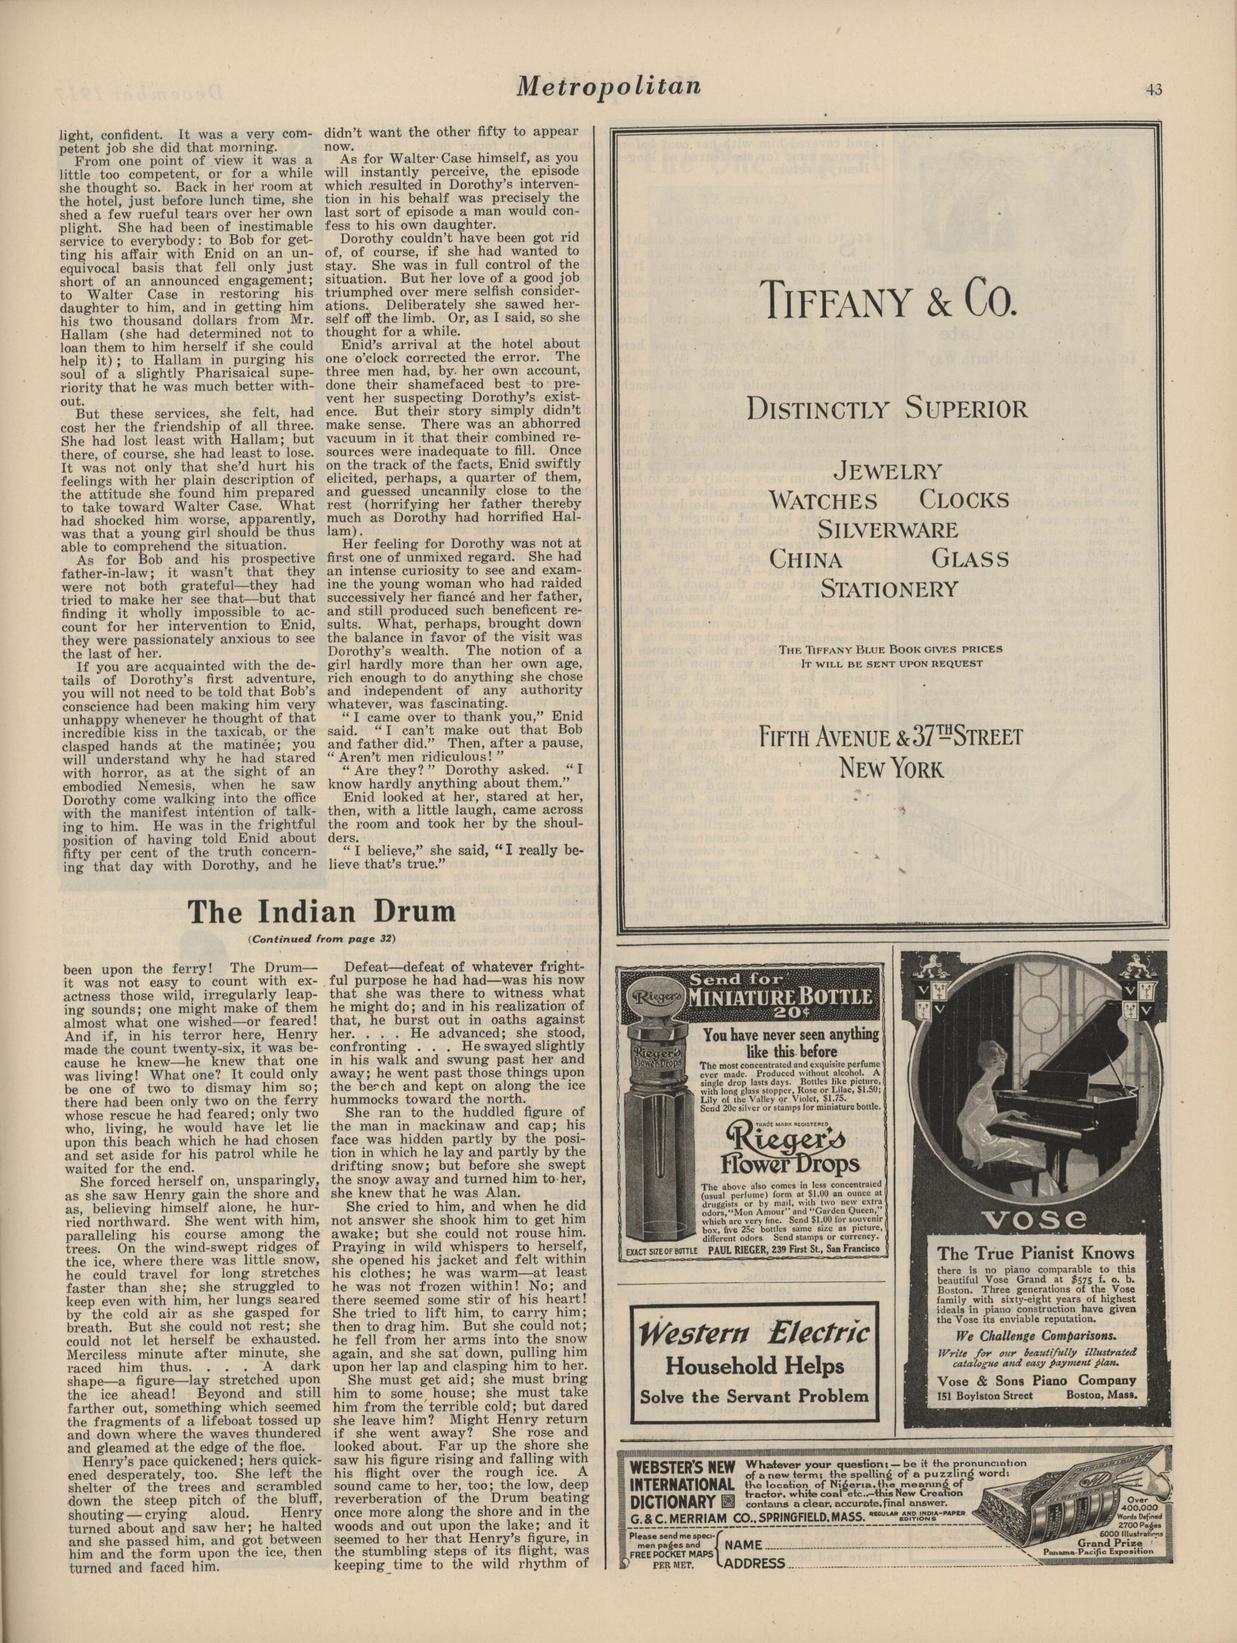 Metropolitan
43
light, confident. It was a very com-
petent job she did that morning.
From one point of view it was a
little too competent, or for a while
she thought so. Back in her room at
the hotel, just before lunch time, she
shed a few rueful tears over her own
plight. She had been of inestimable
service to everybody: to Bob for get-
ting his affair with Enid on an un-
equivocal basis that fell only just
short of an announced engagement;
to Walter Case in restoring his
daughter to him, and in getting him
his two thousand dollars from Mr.
Hallam (she had determined not to
loan them to him herself if she could
help it); to Hallam in purging his
soul of a slightly Pharisaical supe-
riority that he was much better with-
out.
But these services, she felt, had
cost her the friendship of all three.
She had lost least with Hallam; but
there, of course, she had least to lose.
It was not only that she'd hurt his
feelings with her plain description of
the attitude she found him prepared
to take toward Walter Case. What
had shocked him worse, apparently,
was that a young girl should be thus
able to comprehend the situation.
As for Bob and his prospective
father-in-law; it wasn't that they
were not both grateful—they had
tried to make her see that—but that
finding it wholly impossible to ac-
count for her intervention to Enid,
they were passionately anxious to see
the last of her.
If you are acquainted with the de-
tails of Dorothy's first adventure,
you will not need to be told that Bob's
conscience had been making him very
unhappy whenever he thought of that
incredible kiss in the taxicab, or the
clasped hands at the matinée; you
will understand why he had stared
with horror, as at the sight of an
embodied Nemesis, when he saw
Dorothy come walking into the office
with the manifest intention of talk-
ing to him. He was in the frightful
position of having told Enid about
fifty per cent of the truth concern-
ing that day with Dorothy, and he
didn't want the other fifty to appear
now.
As for Walter Case himself, as you
will instantly perceive, the episode
which resulted in Dorothy's interven-
tion in his behalf was precisely the
last sort of episode a man would con-
fess to his own daughter.
Dorothy couldn't have been got rid
of, of course, if she had wanted to
stay. She was in full control of the
situation. But her love of a good job
triumphed over mere selfish consider-
ations. Deliberately she sawed her-
self off the limb. Or, as I said, so she
thought for a while.
Enid's arrival at the hotel about
one o'clock corrected the error. The
three men had, by her own account,
done their shamefaced best to pre-
vent her suspecting Dorothy's exist-
ence. But their story simply didn't
make sense. There was an abhorred
vacuum in it that their combined re-
sources were inadequate to fill. Once
on the track of the facts, Enid swiftly
elicited, perhaps, a quarter of them,
and guessed uncannily close to the
rest (horrifying her father thereby
much as Dorothy had horrified Hal-
lam).
Her feeling for Dorothy was not at
first one of unmixed regard. She had
an intense curiosity to see and exam-
ine the young woman who had raided
successively her fiancé and her father,
and still produced such beneficent re-
sults. What, perhaps, brought down
the balance in favor of the visit was
Dorothy's wealth. The notion of a
girl hardly more than her own age,
rich enough to do anything she chose
and independent of any authority
whatever, was fascinating.
"I came over to thank you," Enid
said. "I can't make out that Bob
and father did." Then, after a pause,
"Aren't men ridiculous!"
"Are they?" Dorothy asked. "I
know hardly anything about them."
Enid looked at her, stared at her,
then, with a little laugh, came across
the room and took her by the shoul-
ders.
"I believe," she said, "I really be-
lieve that's true."
The Indian Drum
(Continued from page 32)
been upon the ferry! The Drum—
it was not easy to count with ex-
actness those wild, irregularly leap-
ing sounds; one might make of them
almost what one wished—or feared!
And if, in his terror here, Henry
made the count twenty-six, it was be-
cause he knew—he knew that one
was living! What one? It could only
be one of two to dismay him so;
there had been only two on the ferry
whose rescue he had feared; only two
who, living, he would have let lie
upon this beach which he had chosen
and set aside for his patrol while he
waited for the end.
She forced herself on, unsparingly,
as she saw Henry gain the shore and
as, believing himself alone, he hur-
ried northward. She went with him,
paralleling his course among the
trees. On the wind-swept ridges of
the ice, where there was little snow,
he could travel for long stretches
faster than she; she struggled to
keep even with him, her lungs seared
by the cold air as she gasped for
breath. But she could not rest; she
could not let herself be exhausted.
Merciless minute after minute, she
raced him thus. . . . A dark
shape—a figure—lay stretched upon
the ice ahead! Beyond and still
farther out, something which seemed
the fragments of a lifeboat tossed up
and down where the waves thundered
and gleamed at the edge of the floe.
Henry's pace quickened; hers quick-
ened desperately, too. She left the
shelter of the trees and scrambled
down the steep pitch of the bluff,
shouting—crying aloud. Henry
turned about and saw her; he halted
and she passed him, and got between
him and the form upon the ice, then
turned and faced him.
Defeat—defeat of whatever fright-
ful purpose he had had—was his now
that she was there to witness what
he might do; and in his realization of
that, he burst out in oaths against
her. . . . He advanced; she stood,
confronting . . . He swayed slightly
in his walk and swung past her and
away; he went past those things upon
the beach and kept on along the ice
hummocks toward the north.
She ran to the huddled figure of
the man in mackinaw and cap; his
face was hidden partly by the posi-
tion in which he lay and partly by the
drifting snow; but before she swept
the snow away and turned him to her,
she knew that he was Alan.
She cried to him, and when he did
not answer she shook him to get him
awake; but she could not rouse him.
Praying in wild whispers to herself,
she opened his jacket and felt within
his clothes; he was warm—at least
he was not frozen within! No; and
there seemed some stir of his heart!
She tried to lift him, to carry him;
then to drag him. But she could not;
he fell from her arms into the snow
again, and she sat down, pulling him
upon her lap and clasping him to her.
She must get aid; she must bring
him to some house; she must take
him from the terrible cold; but dared
she leave him? Might Henry return
if she went away? She rose and
looked about. Far up the shore she
saw his figure rising and falling with
his flight over the rough ice. A
sound came to her, too; the low, deep
reverberation of the Drum beating
once more along the shore and in the
woods and out upon the lake; and it
seemed to her that Henry's figure, in
the stumbling steps of its flight, was
keeping time to the wild rhythm of
TIFFANY & CO.
DISTINCTLY SUPERIOR
JEWELRY
WATCHES CLOCKS
SILVERWARE
CHINA GLASS
STATIONERY
THE TIFFANY BLUE BOOK GIVES PRICES
IT WILL BE SENT UPON REQUEST
FIFTH AVENUE & 37TH STREET
NEW YORK
Rieger's
Rieger's
Flower Drops
Send for
MINIATURE BOTTLE
20¢
You have never seen anything
like this before
The most concentrated and exquisite perfume
ever made. Produced without alcohol. A
single drop lasts days. Bottles like picture,
with long glass stopper, Rose or Lilac, $1.50;
Lily of the Valley or Violet, $1.75.
Send 20c silver or stamps for miniature bottle.
TRADE MARK REGISTERED
Rieger's
Flower Drops
The above also comes in less concentrated
(usual perfume) form at $1.00 an ounce at
druggists or by mail, with two new extra
odors, "Mon Amour" and "Garden Queen,"
which are very fine. Send $1.00 for souvenir
box, five 25c bottles same size as picture,
different odors. Send stamps or currency.
EXACT SIZE OF BOTTLE PAUL RIEGER, 239 First St., San Francisco
Western Electric
Household Helps
Solve the Servant Problem
V
V
V
V
VOSE
The True Pianist Knows
there is no piano comparable to this
beautiful Vose Grand at $575 f. o. b.
Boston. Three generations of the Vose
family with sixty-eight years of highest
ideals in piano construction have given
the Vose its enviable reputation.
We Challenge Comparisons.
Write for our beautifully illustrated
catalogue and easy payment plan.
Vose & Sons Piano Company
151 Boylston Street Boston, Mass.
WEBSTER'S NEW
INTERNATIONAL
DICTIONARY
Whatever your question;—be it the pronunciation
of a new term; the spelling of a puzzling word;
the location of Nigeria, the meaning of
tractor, white coal, etc.,—this New Creation
contains a clear, accurate, final answer.
G. & C. MERRIAM CO., SPRINGFIELD, MASS. REGULAR AND INDIA-PAPER
EDITIONS
Please send me speci-
men pages and
FREE POCKET MAPS
PER MET.
NAME
ADDRESS
Over
400,000
Words Defined
2700 Pages
6000 Illustrations
Grand Prize
Panama-Pacific Exposition